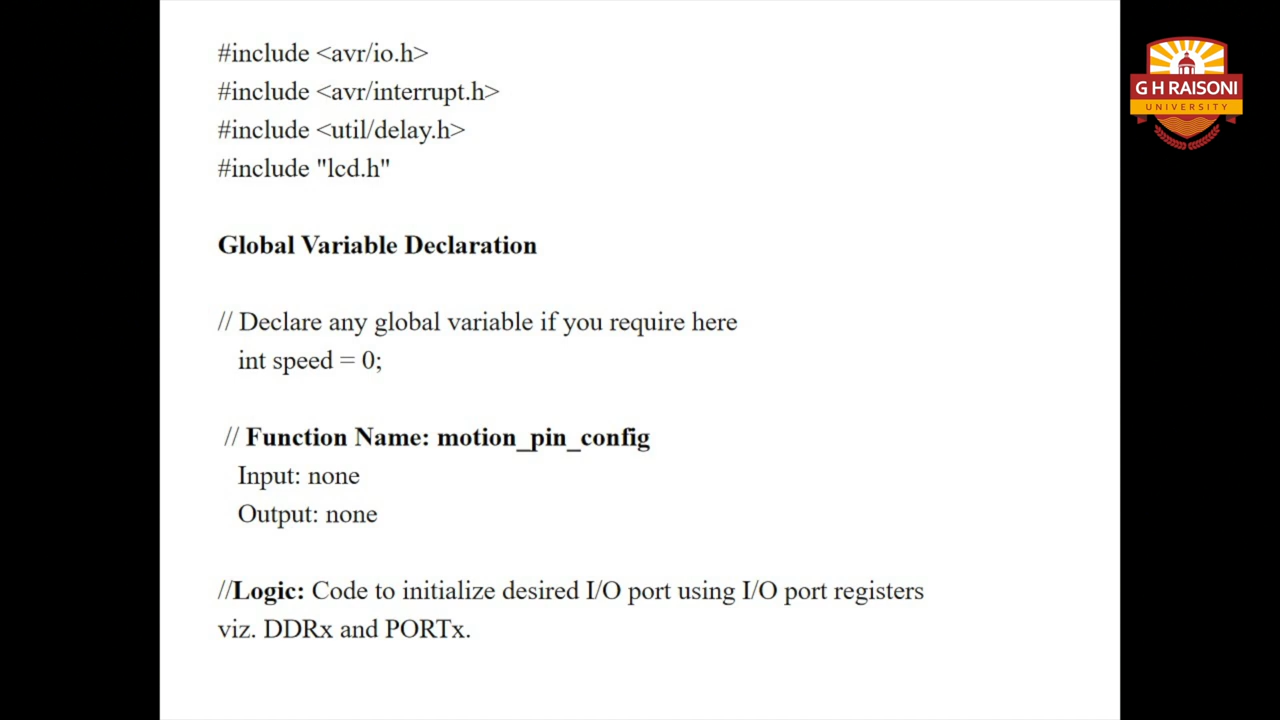 #include <avr/io.h>
#include <avr/interrupt.h>
#include <util/delay.h>
#include "lcd.h"
Global Variable Declaration
// Declare any global variable if you require here
int speed = 0;
// Function Name: motion_pin_config
Input: none
Output: none
//Logic: Code to initialize desired I/O port using I/O port registers
viz. DDRx and PORTx.
G H RAISONI
UNIVERSITY